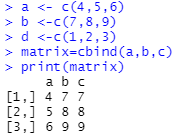 > a <- c(4,5,6)
> b <-c(7,8,9)
> d <-c(1,2,3)
> matrix=cbind(a,b,c)
> print(matrix)
     a b c
[1,] 4 7 7
[2,] 5 8 8
[3,] 6 9 9